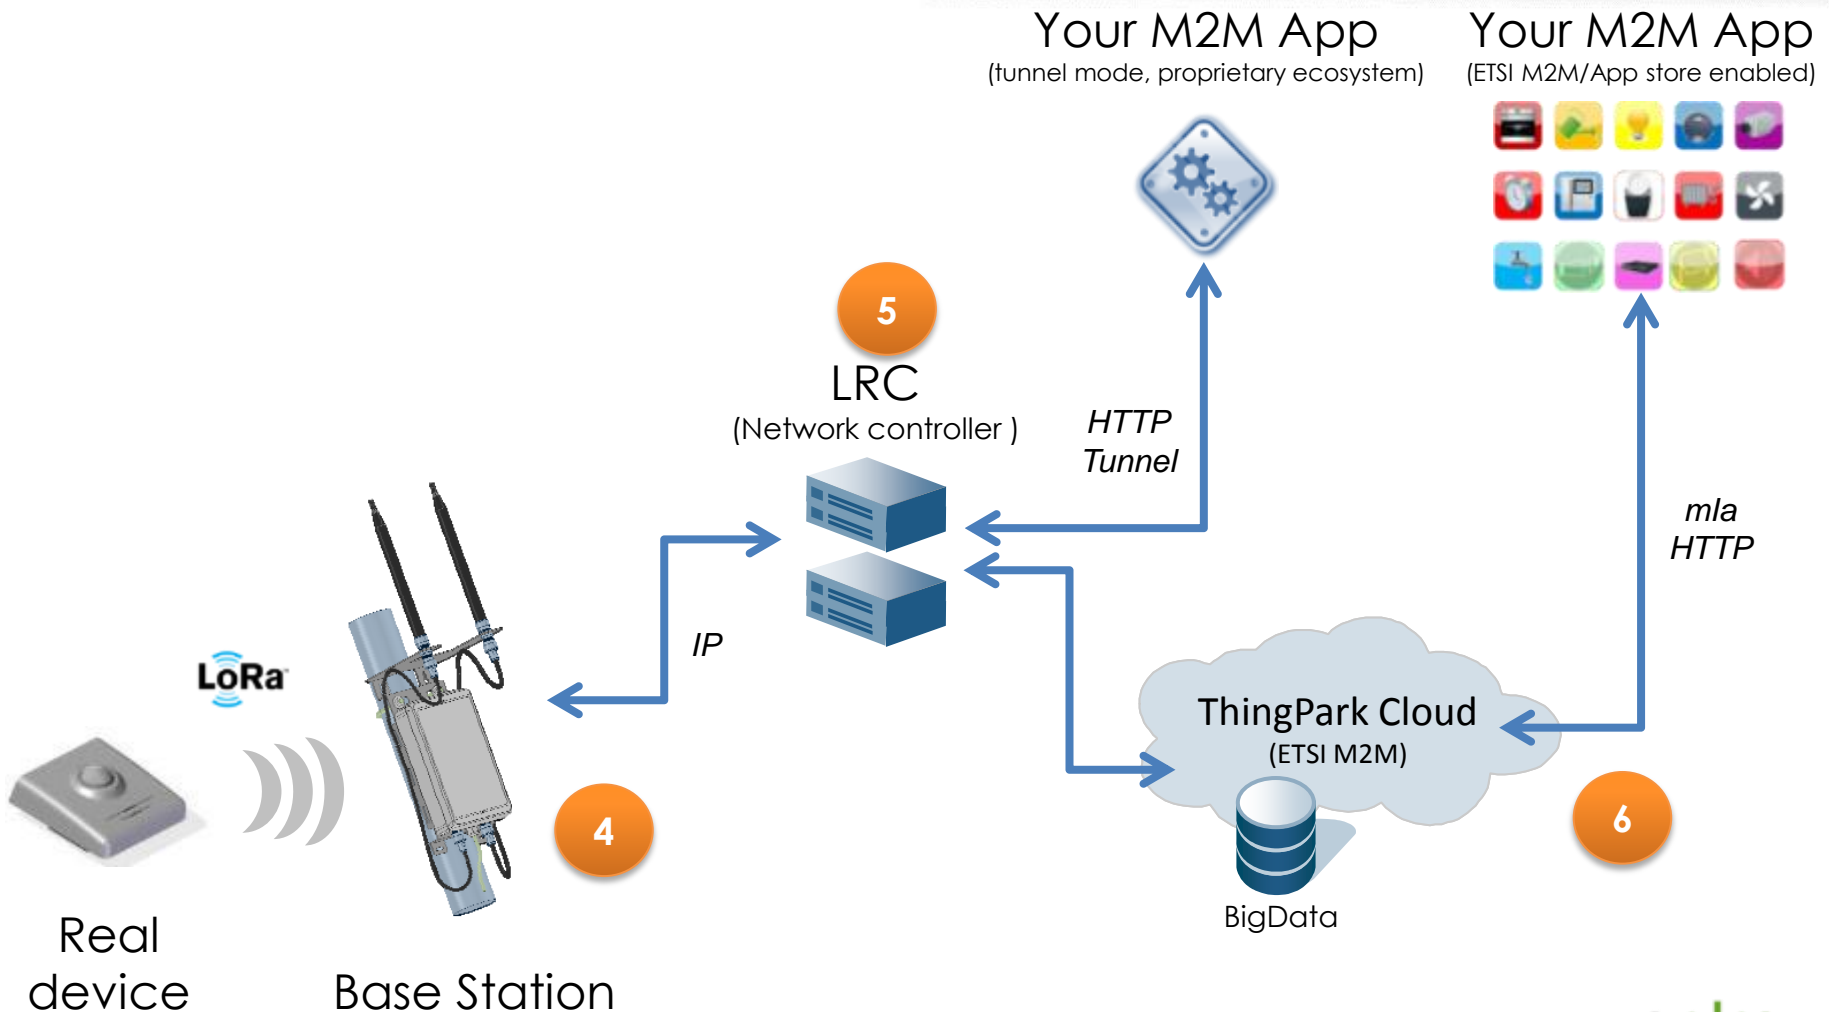 Your M2M App
(tunnel mode, proprietary ecosystem)
Your M2M App
(ETSI M2M/App store enabled)
5
LRC
(Network controller )
HTTP
Tunnel
mla
HTTP
IP
LoRa
ThingPark Cloud
(ETSI M2M)
4
6
BigData
Real
device
Base Station